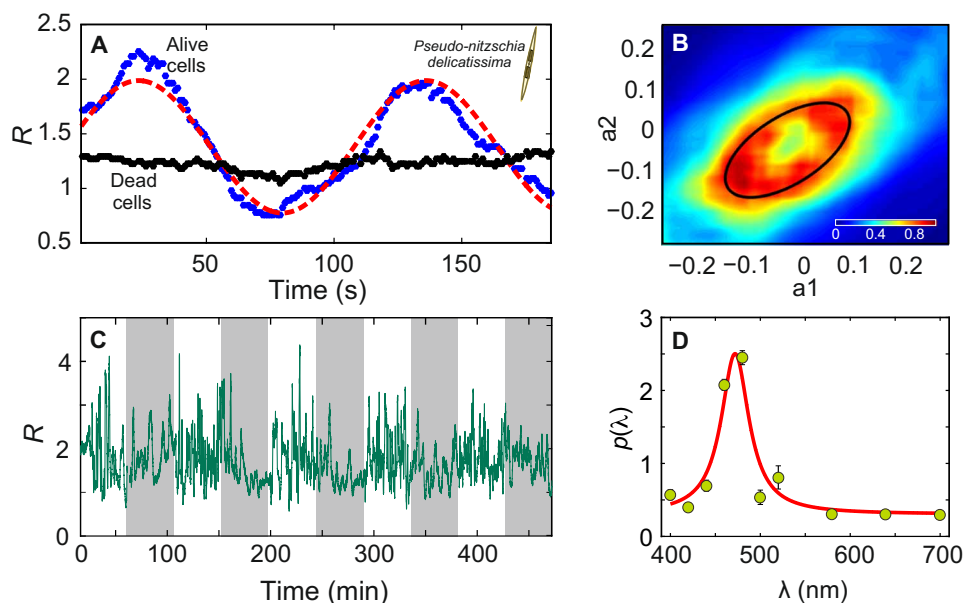 A
Alive
cells
Pseudo-nitzschia
delicatissima
Dead
cells
R
2.5
2
1.5
1
0.5
50
100
150
Time (s)
B
a2
0.2
0.1
0
−0.1
−0.2
0
0.4
0.8
−0.2
−0.1
0
0.1
0.2
a1
C
R
4
2
0
0
100
200
290
380
470
Time (min)
D
p(λ)
3
2
1
0
400
500
600
700
λ (nm)